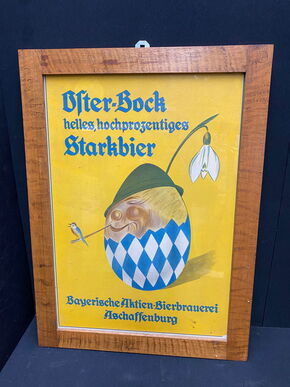 Oster-Bock
helles, hochprozentiges
Starkbier
Bayerische Aktien-Bierbrauerei
Aschaffenburg